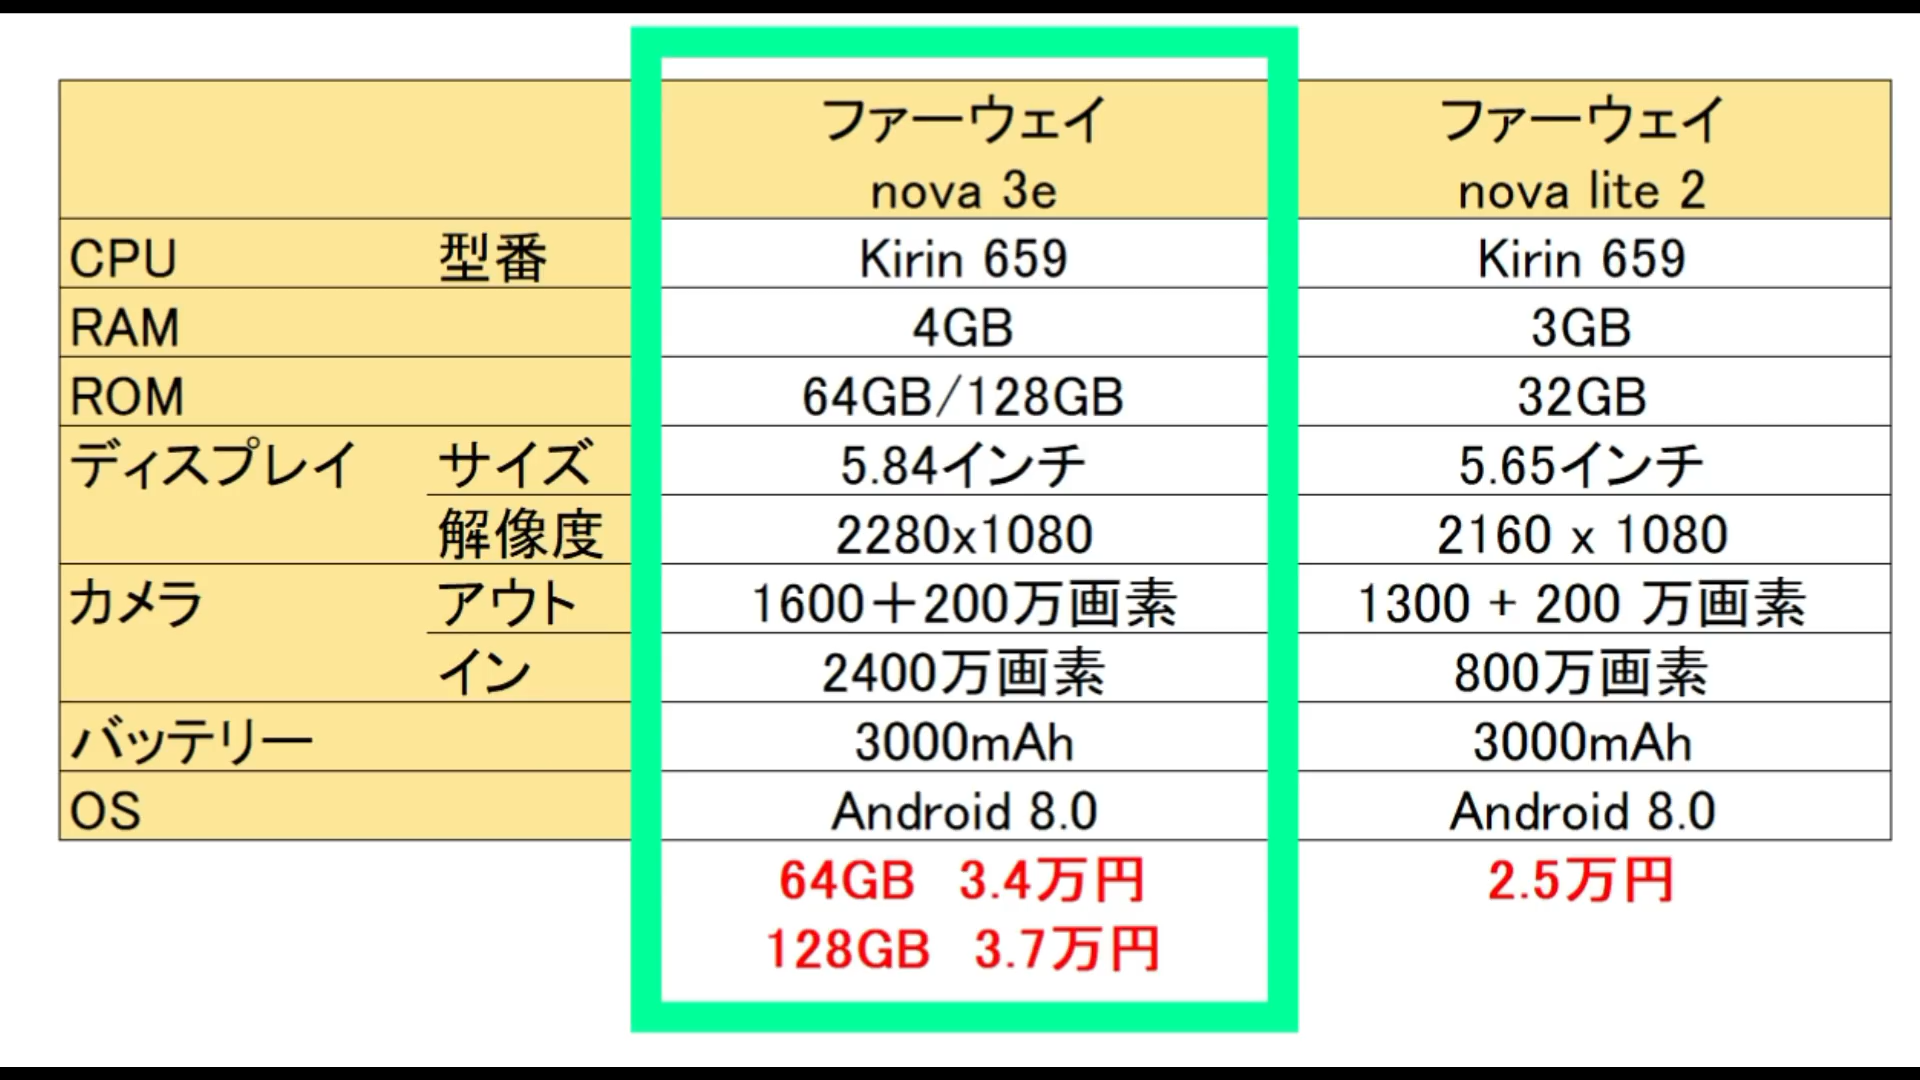 ファーウェイ ファーウェイ
nova 3e nova lite 2
CPU 型番 Kirin 659 Kirin 659
RAM 4GB 3GB
ROM 64GB/128GB 32GB
ディスプレイ サイズ 5.84インチ 5.65インチ
解像度 2280x1080 2160 x 1080
カメラ アウト 1600＋200万画素 1300 + 200 万画素
イン 2400万画素 800万画素
バッテリー 3000mAh 3000mAh
OS Android 8.0 Android 8.0
64GB 3.4万円 2.5万円
128GB 3.7万円